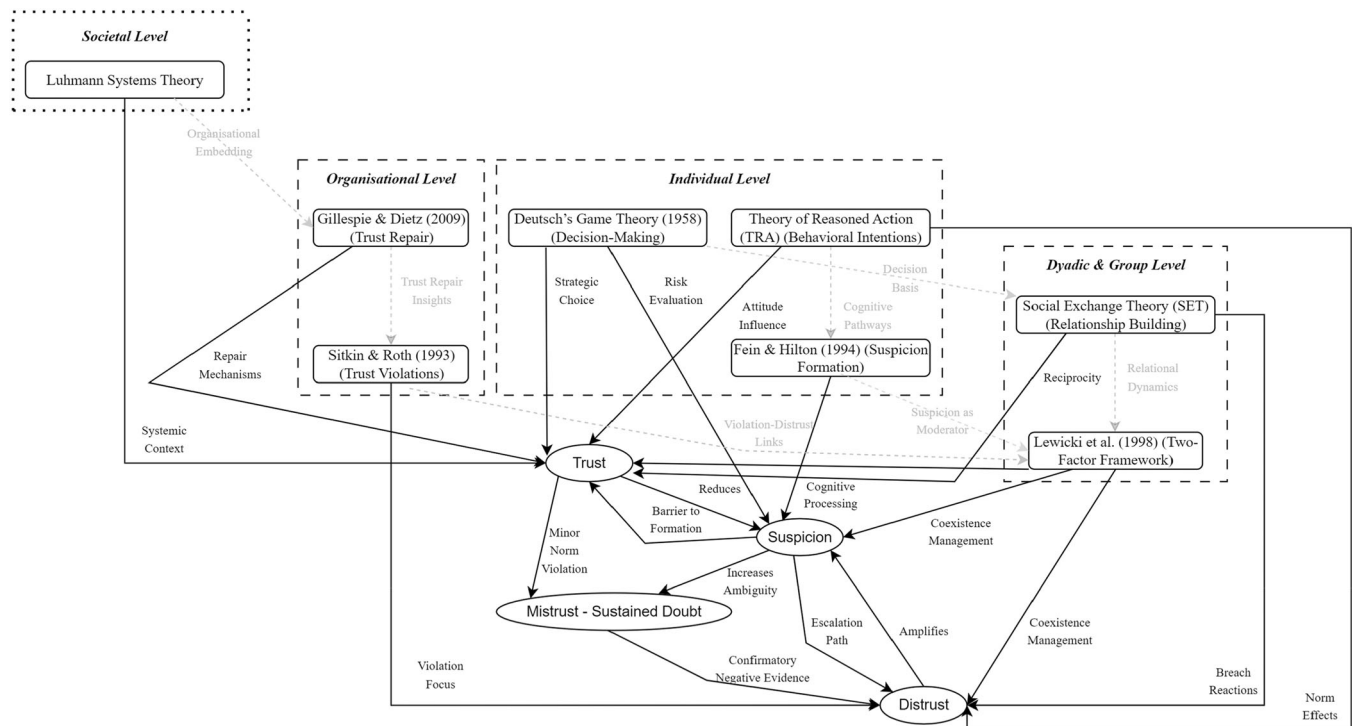 Societal Level
Luhmann Systems Theory
Organisational
Embedding
Organisational Level
Gillespie & Dietz (2009)
(Trust Repair)
Trust Repair
Insights
Sitkin & Roth (1993)
(Trust Violations)
Repair
Mechanisms
Systemic
Context
Individual Level
Deutsch's Game Theory (1958)
(Decision-Making)
Theory of Reasoned Action
(TRA) (Behavioral Intentions)
Strategic
Choice
Risk
Evaluation
Attitude
Influence
Cognitive
Pathways
Decision
Basis
Fein & Hilton (1994) (Suspicion
Formation)
Dyadic & Group Level
Social Exchange Theory (SET)
(Relationship Building)
Reciprocity
Relational
Dynamics
Violation-Distrust
Links
Suspicion as
Moderator
Lewicki et al. (1998) (Two-
Factor Framework)
Trust
Reduces
Barrier to
Formation
Cognitive
Processing
Suspicion
Coexistence
Management
Minor
Norm
Violation
Increases
Ambiguity
Mistrust - Sustained Doubt
Escalation
Path
Amplifies
Coexistence
Management
Violation
Focus
Confirmatory
Negative Evidence
Distrust
Breach
Reactions
Norm
Effects